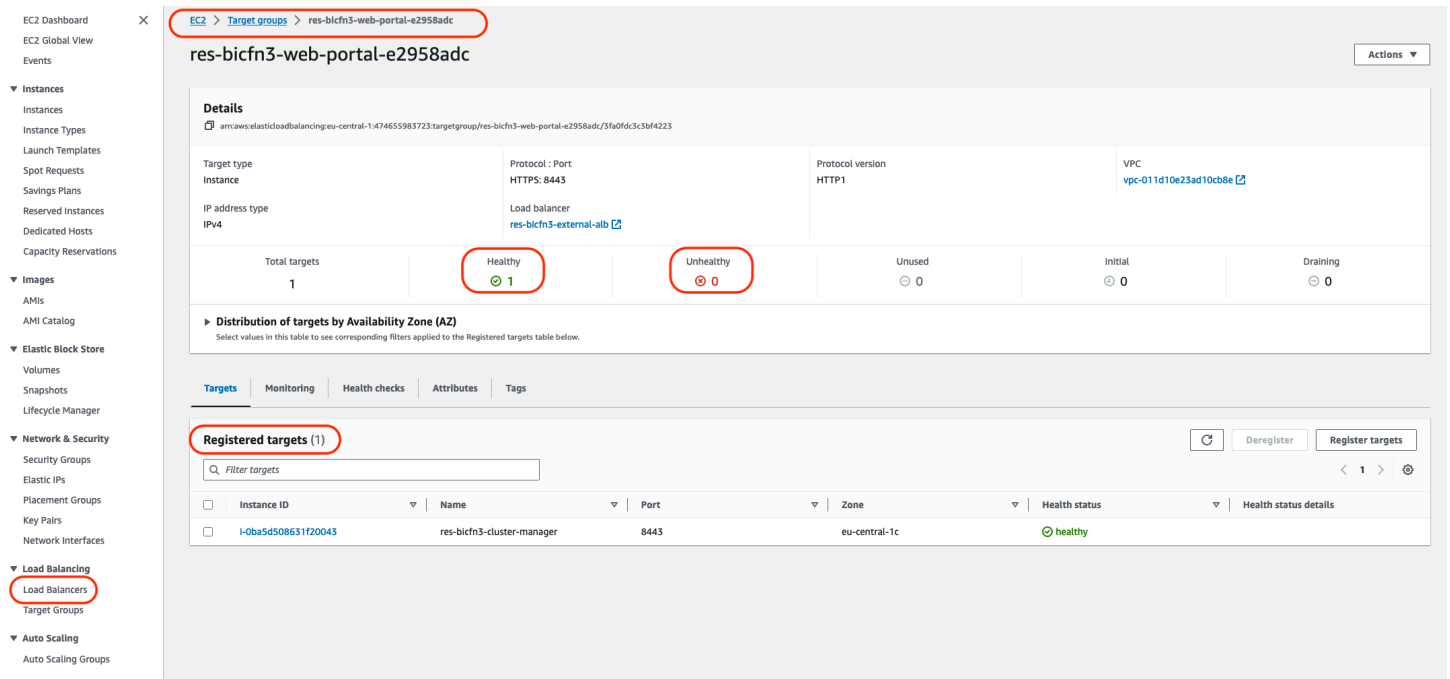 EC2 Dashboard
EC2 Global View
Events
Instances
Instances
Instance Types
Launch Templates
Spot Requests
Savings Plans
Reserved Instances
Dedicated Hosts
Capacity Reservations
Images
AMIs
AMI Catalog
Elastic Block Store
Volumes
Snapshots
Lifecycle Manager
Network & Security
Security Groups
Elastic IPs
Placement Groups
Key Pairs
Network Interfaces
Load Balancing
Load Balancers
Target Groups
Auto Scaling
Auto Scaling Groups
EC2 > Target groups > res-bicfn3-web-portal-e2958adc
res-bicfn3-web-portal-e2958adc
Actions
Details
arn:aws:elasticloadbalancing:eu-central-1:474655983723:targetgroup/res-bicfn3-web-portal-e2958adc/3fa0fdc3c3bf4223
Target type
Instance
Protocol : Port
HTTPS: 8443
Protocol version
HTTP1
VPC
vpc-011d10e23ad10cb8e
IP address type
IPv4
Load balancer
res-bicfn3-external-alb
Total targets
1
Healthy
1
Unhealthy
0
Unused
0
Initial
0
Draining
0
Distribution of targets by Availability Zone (AZ)
Select values in this table to see corresponding filters applied to the Registered targets table below.
Targets Monitoring Health checks Attributes Tags
Registered targets (1)
Deregister
Register targets
Filter targets
< 1 >
Instance ID Name Port Zone Health status Health status details
i-0ba5d508631f20043 res-bicfn3-cluster-manager 8443 eu-central-1c healthy